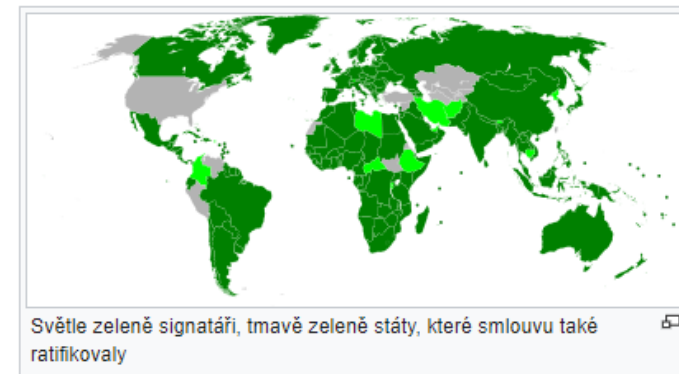 Světle zeleně signatáři, tmavě zeleně státy, které smlouvu také
ratifikovaly